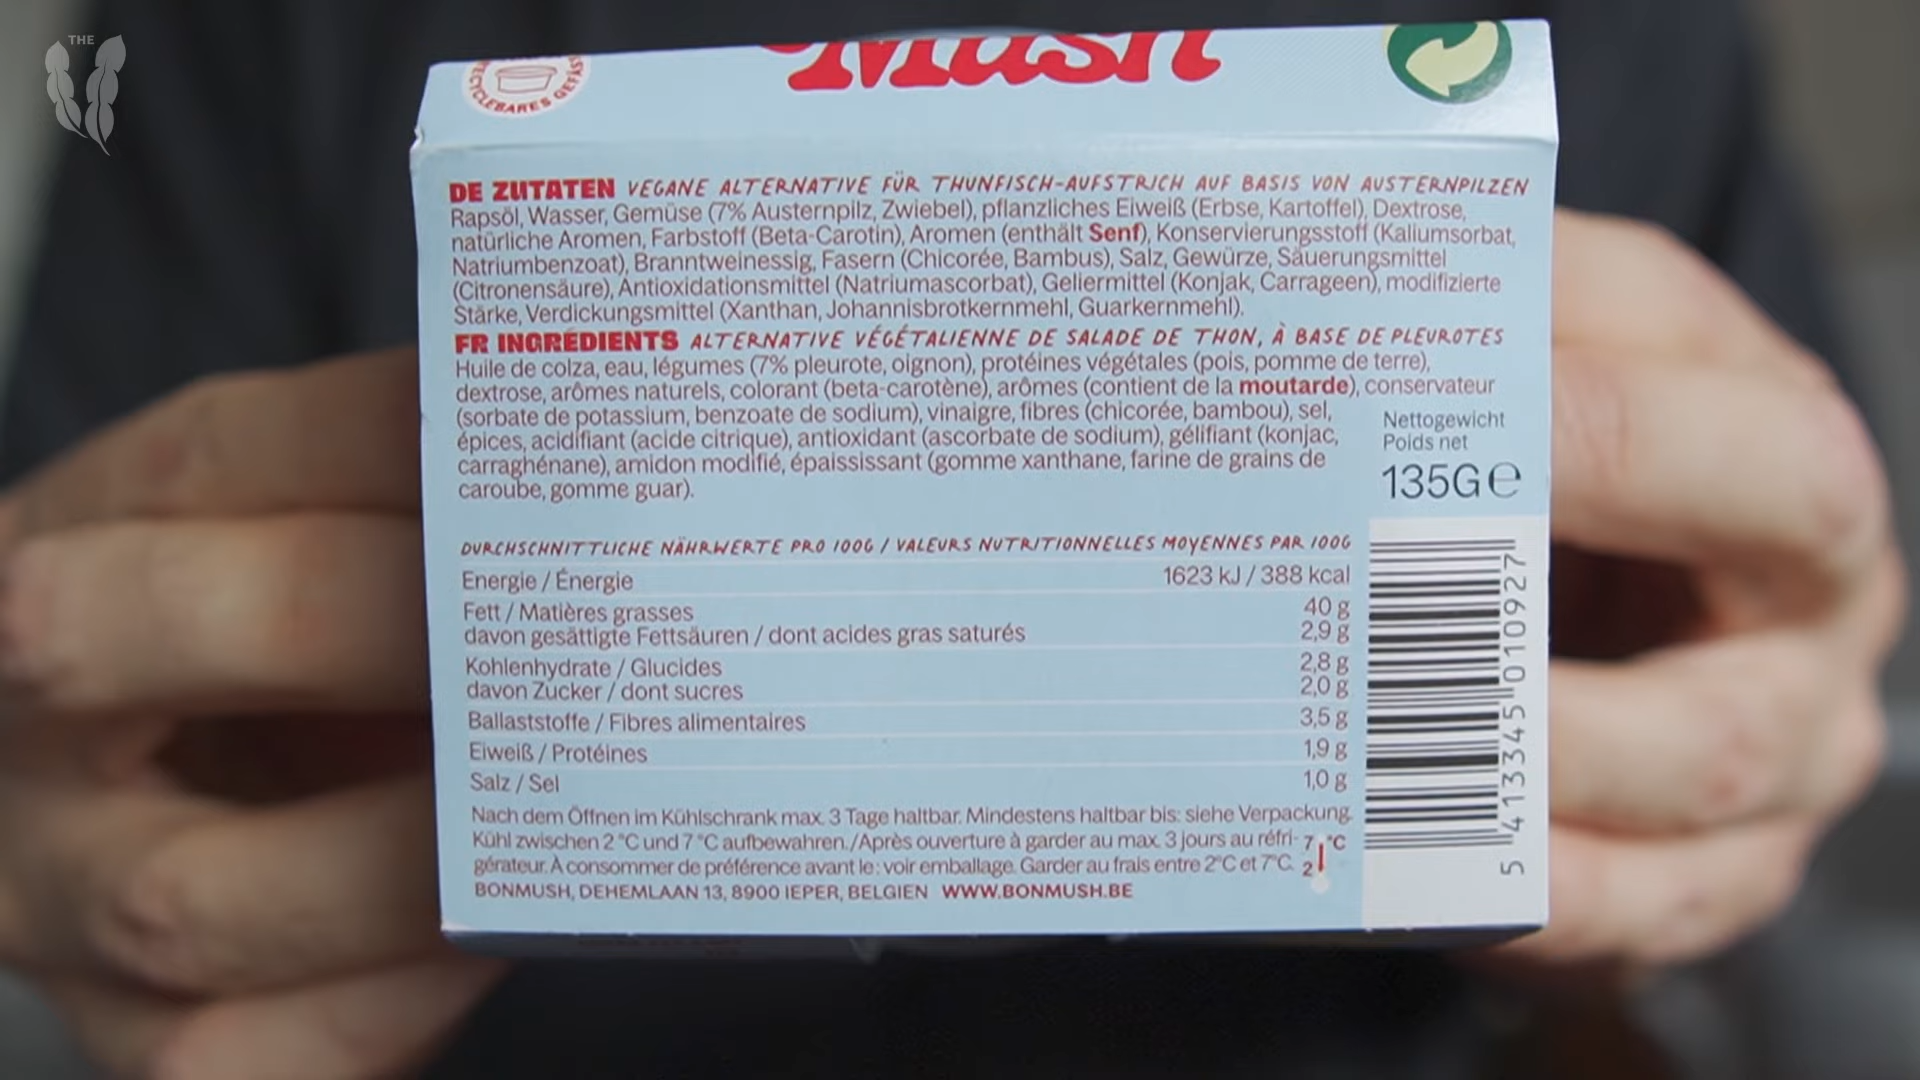 THE
RECYCLEBARES GEFÄSS
Mush
DE ZUTATEN VEGANE ALTERNATIVE FÜR THUNFISCH-AUFSTRICH AUF BASIS VON AUSTERNPILZEN
Rapsöl, Wasser, Gemüse (7% Austernpilz, Zwiebel), pflanzliches Eiweiß (Erbse, Kartoffel), Dextrose,
natürliche Aromen, Farbstoff (Beta-Carotin), Aromen (enthält Senf), Konservierungsstoff (Kaliumsorbat,
Natriumbenzoat), Branntweinessig, Fasern (Chicorée, Bambus), Salz, Gewürze, Säuerungsmittel
(Citronensäure), Antioxidationsmittel (Natriumascorbat), Geliermittel (Konjak, Carrageen), modifizierte
Stärke, Verdickungsmittel (Xanthan, Johannisbrotkernmehl, Guarkernmehl).
FR INGRÉDIENTS ALTERNATIVE VÉGÉTALIENNE DE SALADE DE THON, À BASE DE PLEUROTES
Huile de colza, eau, légumes (7% pleurote, oignon), protéines végétales (pois, pomme de terre),
dextrose, arômes naturels, colorant (beta-carotène), arômes (contient de la moutarde), conservateur
(sorbate de potassium, benzoate de sodium), vinaigre, fibres (chicorée, bambou), sel,
épices, acidifiant (acide citrique), antioxidant (ascorbate de sodium), gélifiant (konjac,
carraghénane), amidon modifié, épaississant (gomme xanthane, farine de grains de
caroube, gomme guar).
Nettogewicht
Poids net
135G℮
DURCHSCHNITTLICHE NÄHRWERTE PRO 100G / VALEURS NUTRITIONNELLES MOYENNES PAR 100G
Energie / Énergie 1623 kJ / 388 kcal
Fett / Matières grasses 40 g
davon gesättigte Fettsäuren / dont acides gras saturés 2,9 g
Kohlenhydrate / Glucides 2,8 g
davon Zucker / dont sucres 2,0 g
Ballaststoffe / Fibres alimentaires 3,5 g
Eiweiß / Protéines 1,9 g
Salz / Sel 1,0 g
Nach dem Öffnen im Kühlschrank max. 3 Tage haltbar. Mindestens haltbar bis: siehe Verpackung.
Kühl zwischen 2 °C und 7 °C aufbewahren./Après ouverture à garder au max. 3 jours au réfri-
gérateur. À consommer de préférence avant le: voir emballage. Garder au frais entre 2°C et 7°C.
7 °C
2
BONMUSH, DEHEMLAAN 13, 8900 IEPER, BELGIEN WWW.BONMUSH.BE
5 413345 010927